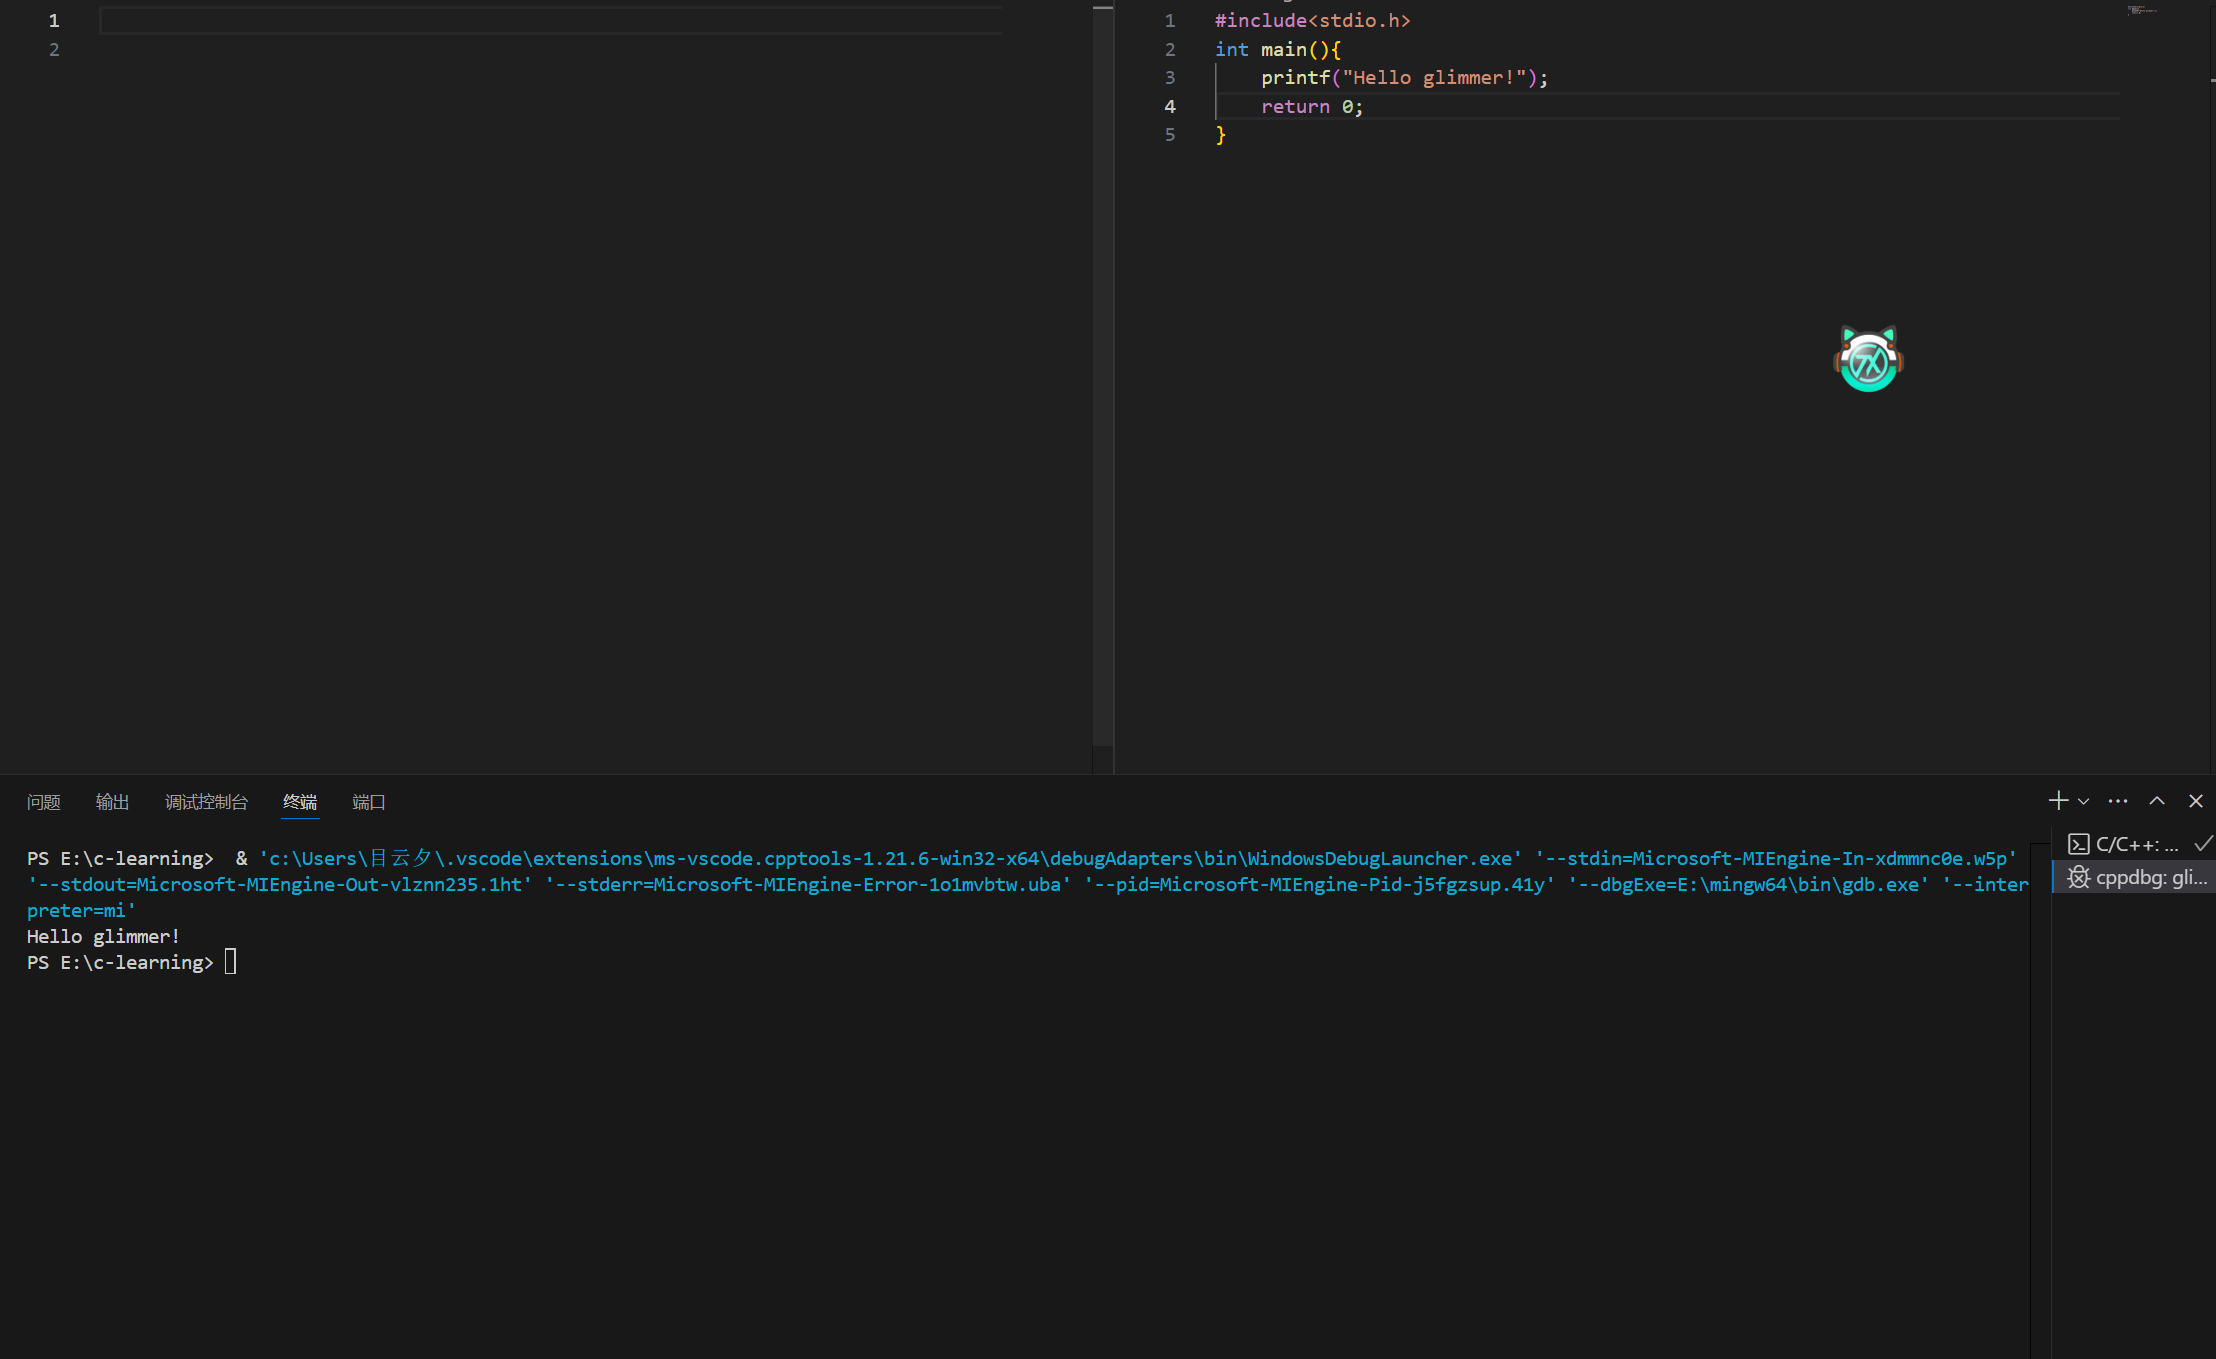 1
2
1 #include<stdio.h>
2 int main(){
3     printf("Hello glimmer!");
4     return 0;
5 }
7X
问题 输出 调试控制台 终端 端口
PS E:\c-learning>  & 'c:\Users\目云夕\.vscode\extensions\ms-vscode.cpptools-1.21.6-win32-x64\debugAdapters\bin\WindowsDebugLauncher.exe' '--stdin=Microsoft-MIEngine-In-xdmmnc0e.w5p'
'--stdout=Microsoft-MIEngine-Out-vlznn235.1ht' '--stderr=Microsoft-MIEngine-Error-1o1mvbtw.uba' '--pid=Microsoft-MIEngine-Pid-j5fgzsup.41y' '--dbgExe=E:\mingw64\bin\gdb.exe' '--inter
preter=mi'
Hello glimmer!
PS E:\c-learning>
C/C++: ...
cppdbg: gli...